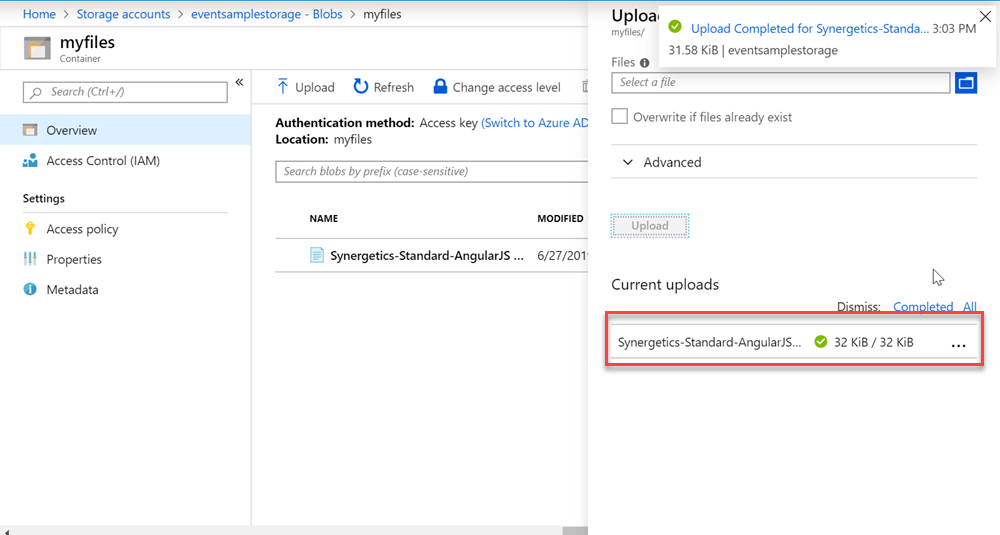 Home > Storage accounts > eventsamplestorage - Blobs > myfiles
myfiles
Container
Search (Ctrl+/)
Overview
Access Control (IAM)
Settings
Access policy
Properties
Metadata
Upload Refresh Change access level
Authentication method: Access key (Switch to Azure AD
Location: myfiles
Search blobs by prefix (case-sensitive)
NAME MODIFIED
Synergetics-Standard-AngularJS ... 6/27/2019
Upload
myfiles/
Upload Completed for Synergetics-Standa... 3:03 PM
31.58 KiB | eventsamplestorage
Files
Select a file
Overwrite if files already exist
Advanced
Upload
Current uploads
Dismiss: Completed All
Synergetics-Standard-AngularJS... 32 KiB / 32 KiB ...